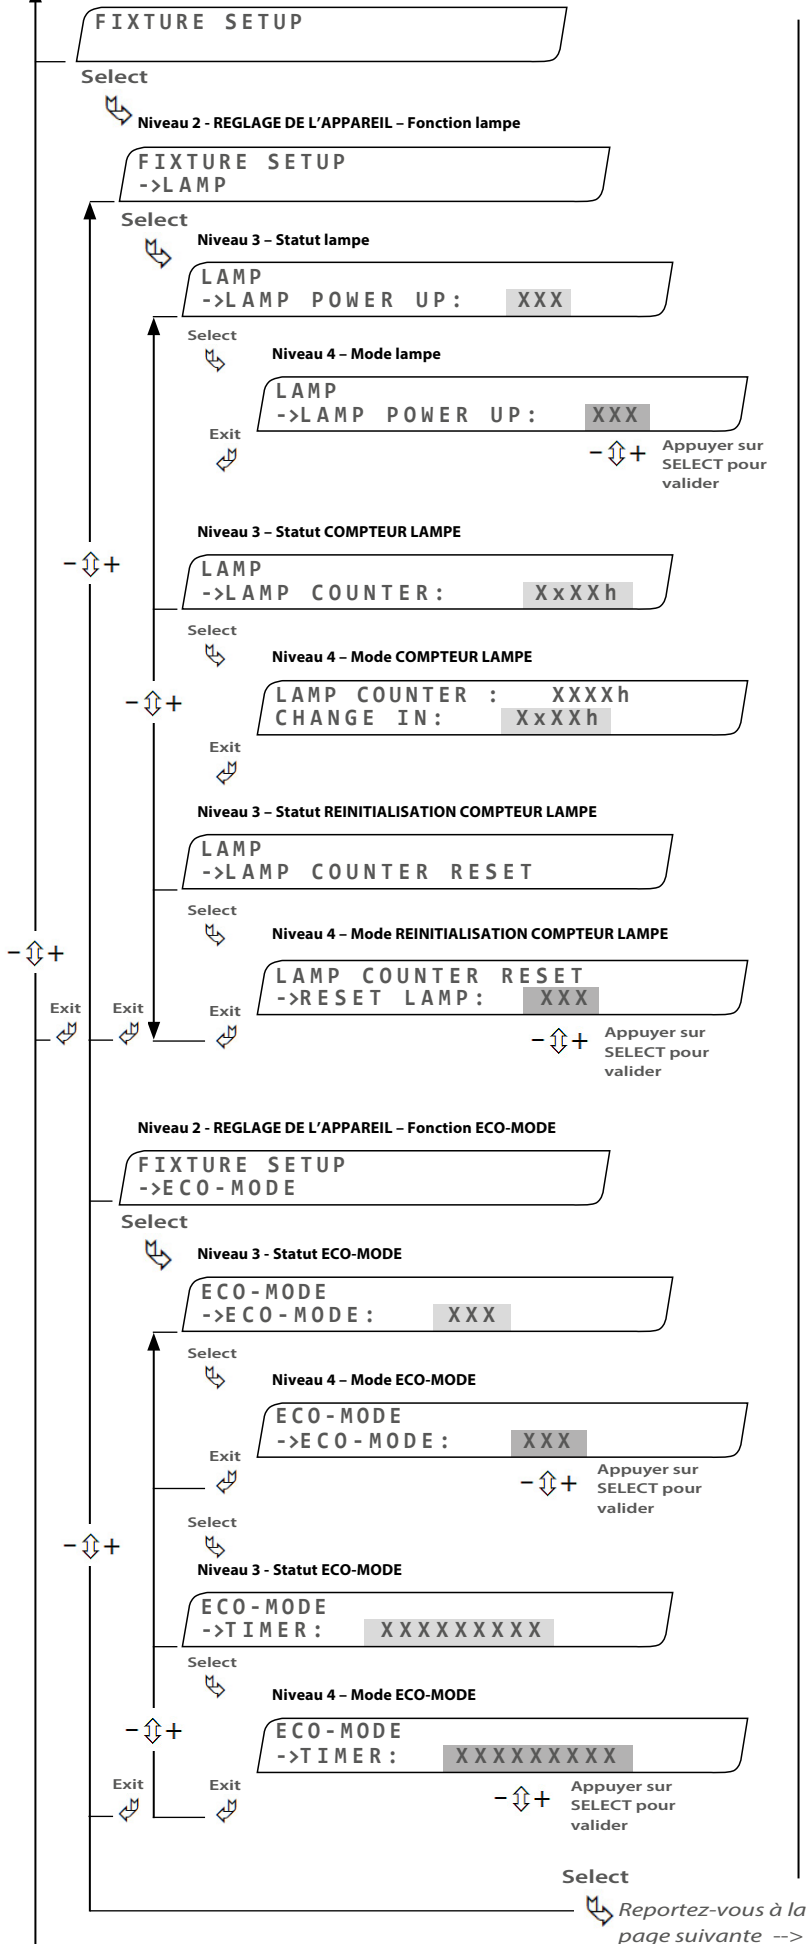 FIXTURE SETUP
Select
Niveau 2 - REGLAGE DE L'APPAREIL – Fonction lampe
FIXTURE SETUP
->LAMP
Select
Niveau 3 – Statut lampe
LAMP
->LAMP POWER UP: XXX
Select
Niveau 4 – Mode lampe
LAMP
->LAMP POWER UP: XXX
Exit
- +
Appuyer sur
SELECT pour
valider
Niveau 3 – Statut COMPTEUR LAMPE
- +
LAMP
->LAMP COUNTER: XxXXh
Select
Niveau 4 – Mode COMPTEUR LAMPE
- +
LAMP COUNTER : XXXXh
CHANGE IN: XxXXh
Exit
Niveau 3 – Statut REINITIALISATION COMPTEUR LAMPE
LAMP
->LAMP COUNTER RESET
Select
Niveau 4 – Mode REINITIALISATION COMPTEUR LAMPE
- +
LAMP COUNTER RESET
->RESET LAMP: XXX
Exit Exit Exit
- +
Appuyer sur
SELECT pour
valider
Niveau 2 - REGLAGE DE L'APPAREIL – Fonction ECO-MODE
FIXTURE SETUP
->ECO-MODE
Select
Niveau 3 - Statut ECO-MODE
ECO-MODE
->ECO-MODE: XXX
Select
Niveau 4 – Mode ECO-MODE
ECO-MODE
->ECO-MODE: XXX
Exit
- +
Appuyer sur
SELECT pour
valider
Select
- +
Niveau 3 - Statut ECO-MODE
ECO-MODE
->TIMER: XXXXXXXXX
Select
Niveau 4 – Mode ECO-MODE
- +
ECO-MODE
->TIMER: XXXXXXXXX
Exit Exit
- +
Appuyer sur
SELECT pour
valider
Select
Reportez-vous à la
page suivante -->